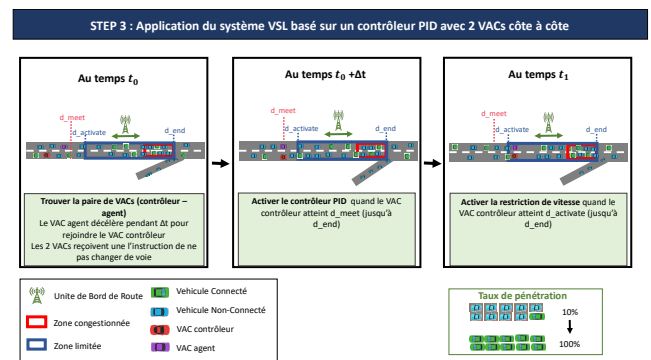 STEP 3 : Application du système VSL basé sur un contrôleur PID avec 2 VACs côte à côte
Au temps t0
d_meet
d_activate
d_end
Trouver la paire de VACs (contrôleur –
agent)
Le VAC agent décélère pendant Δt pour
rejoindre le VAC contrôleur
Les 2 VACs reçoivent une l'instruction de ne
pas changer de voie
Au temps t0 +Δt
d_meet
d_activate
d_end
Activer le contrôleur PID quand le VAC
contrôleur atteint d_meet (jusqu'à
d_end)
Au temps t1
d_meet
d_activate
d_end
Activer la restriction de vitesse quand le
VAC contrôleur atteint d_activate (jusqu'à
d_end)
Unite de Bord de Route
Zone congestionnée
Zone limitée
Vehicule Connecté
Vehicule Non-Connecté
VAC contrôleur
VAC agent
Taux de pénétration
10%
100%